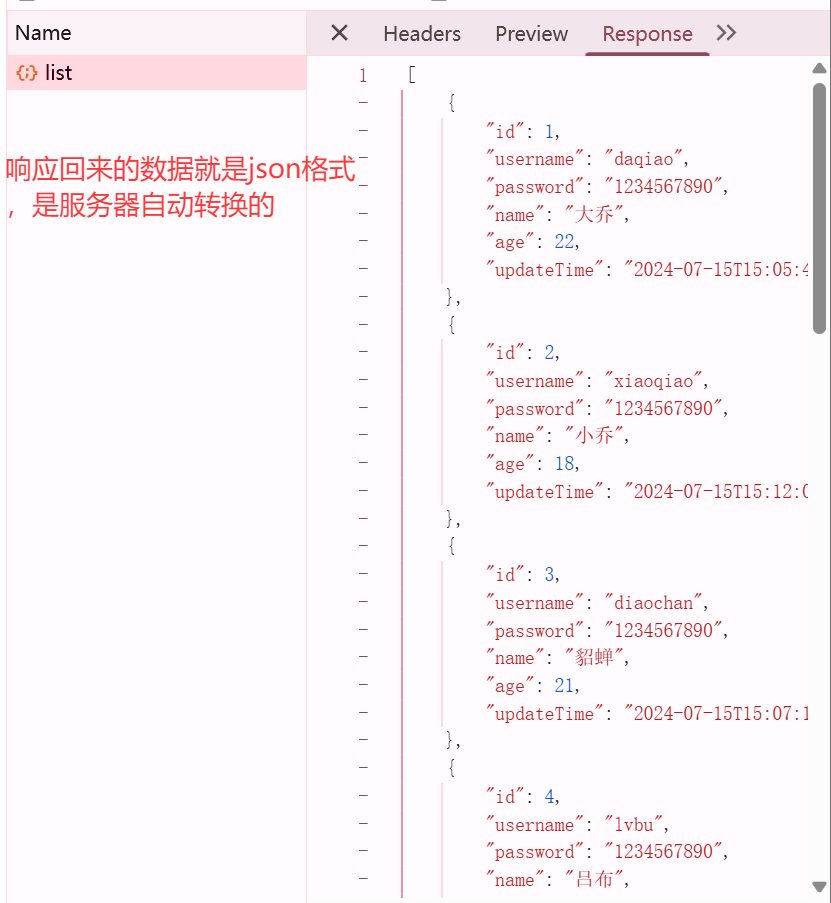 Name
Headers Preview Response
list
响应回来的数据就是json格式
，是服务器自动转换的
1 [
- {
- "id": 1,
- "username": "daqiao",
- "password": "1234567890",
- "name": "大乔",
- "age": 22,
- "updateTime": "2024-07-15T15:05:4
- },
- {
- "id": 2,
- "username": "xiaoqiao",
- "password": "1234567890",
- "name": "小乔",
- "age": 18,
- "updateTime": "2024-07-15T15:12:0
- },
- {
- "id": 3,
- "username": "diaochan",
- "password": "1234567890",
- "name": "貂蝉",
- "age": 21,
- "updateTime": "2024-07-15T15:07:1
- },
- {
- "id": 4,
- "username": "lvbu",
- "password": "1234567890",
- "name": "吕布",